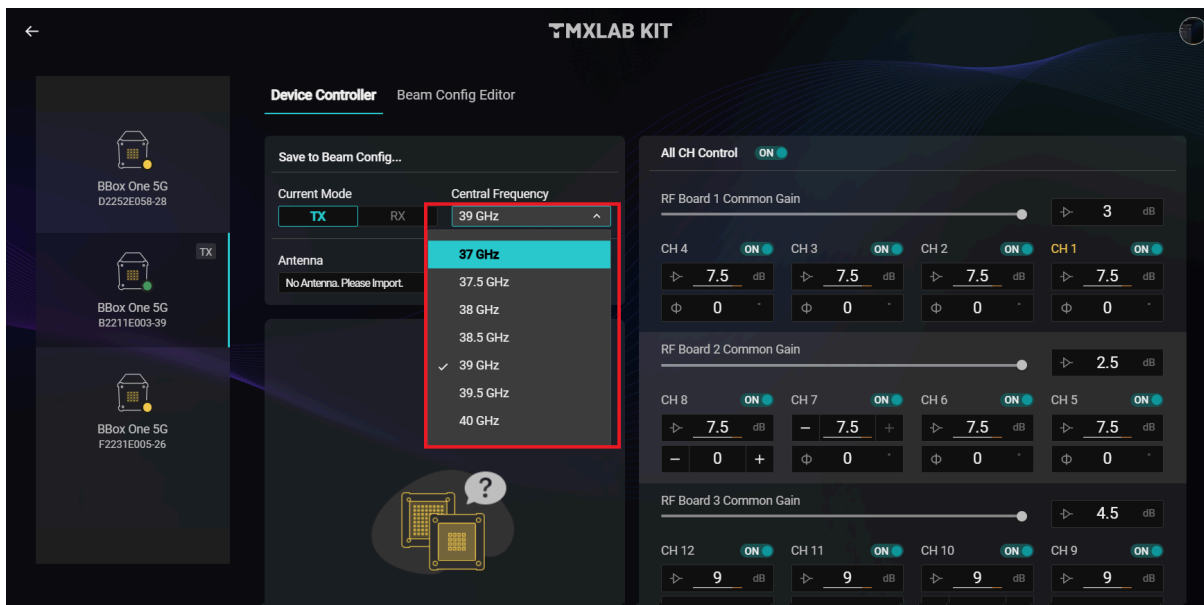 TMXLAB KIT
Device Controller
Beam Config Editor
BBox One 5G
D2252E058-28
TX
BBox One 5G
B2211E003-39
BBox One 5G
F2231E005-26
Save to Beam Config...
Current Mode
Central Frequency
TX
RX
39 GHz
Antenna
No Antenna. Please Import.
37 GHz
37.5 GHz
38 GHz
38.5 GHz
39 GHz
39.5 GHz
40 GHz
?
All CH Control ON
RF Board 1 Common Gain
3 dB
CH 4 ON CH 3 ON CH 2 ON CH 1 ON
7.5 dB 7.5 dB 7.5 dB 7.5 dB
Φ 0 ° Φ 0 ° Φ 0 ° Φ 0 °
RF Board 2 Common Gain
2.5 dB
CH 8 ON CH 7 ON CH 6 ON CH 5 ON
7.5 dB − 7.5 + 7.5 dB 7.5 dB
− 0 + Φ 0 ° Φ 0 ° Φ 0 °
RF Board 3 Common Gain
4.5 dB
CH 12 ON CH 11 ON CH 10 ON CH 9 ON
9 dB 9 dB 9 dB 9 dB